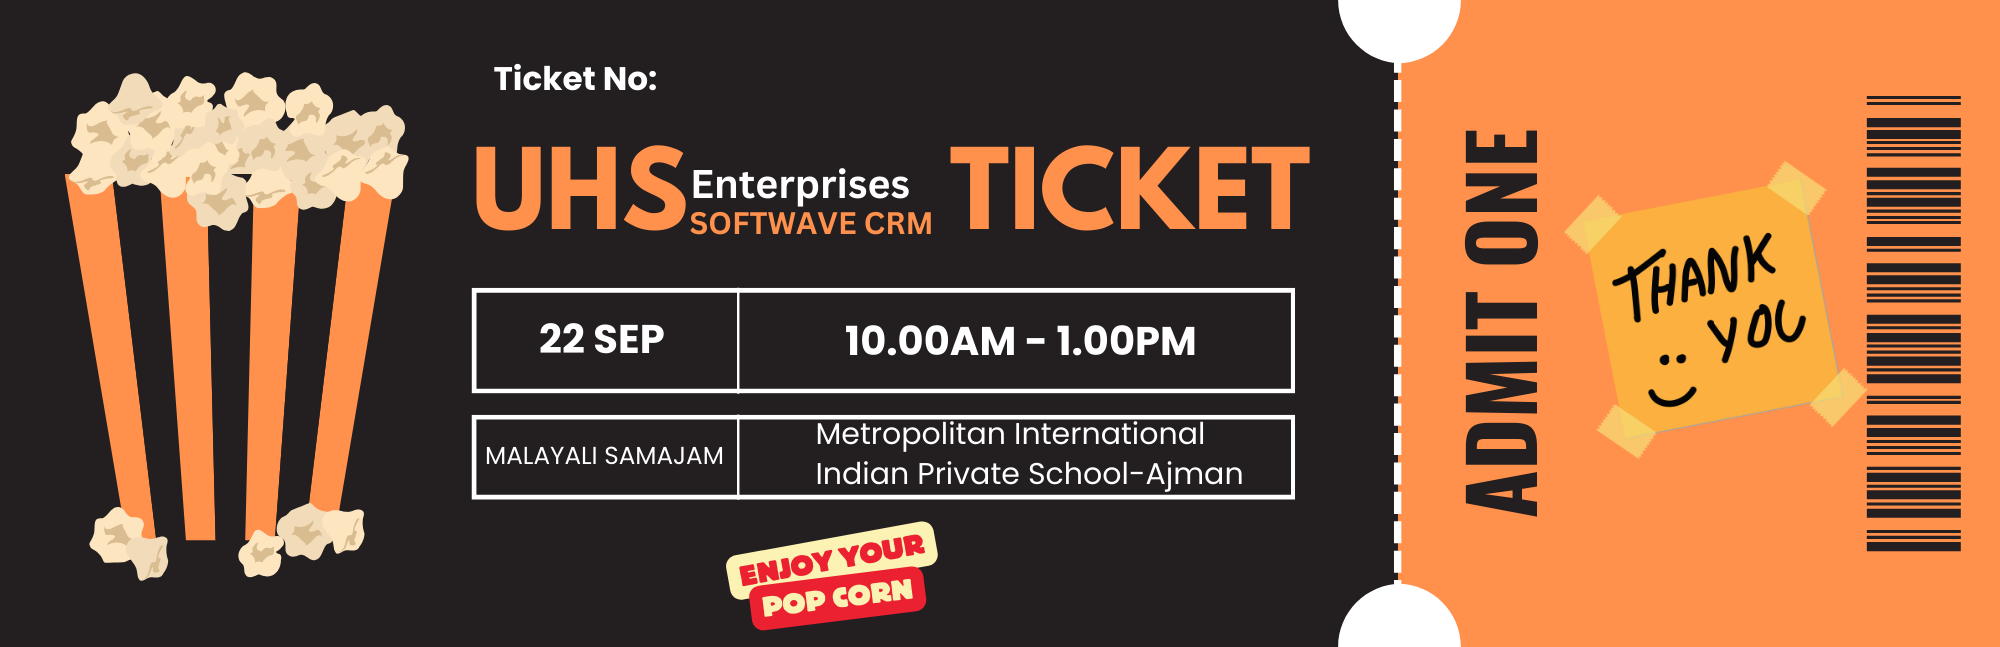 Ticket No:
UHS Enterprises TICKET
SOFTWAVE CRM
22 SEP
10.00AM - 1.00PM
MALAYALI SAMAJAM
Metropolitan International
Indian Private School-Ajman
ENJOY YOUR
POP CORN
ADMIT ONE
THANK
YOU